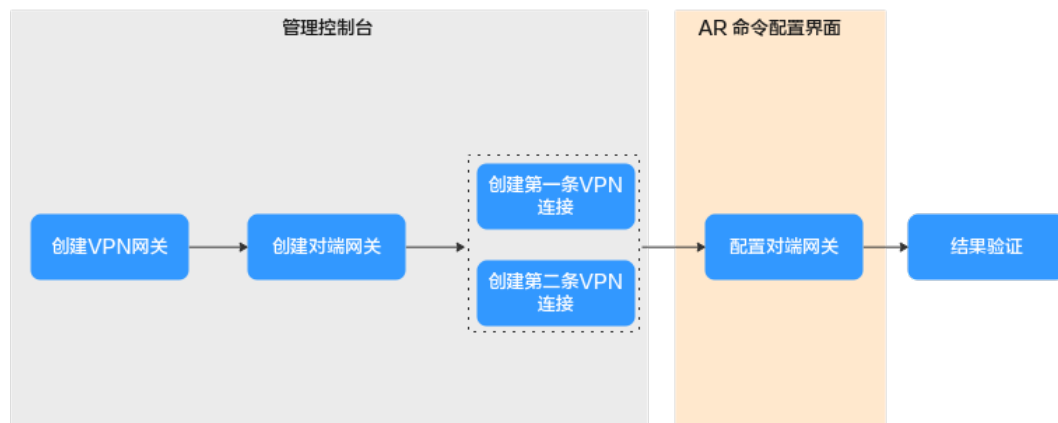 管理控制台
AR 命令配置界面
创建VPN网关
创建对端网关
创建第一条VPN
连接
创建第二条VPN
连接
配置对端网关
结果验证